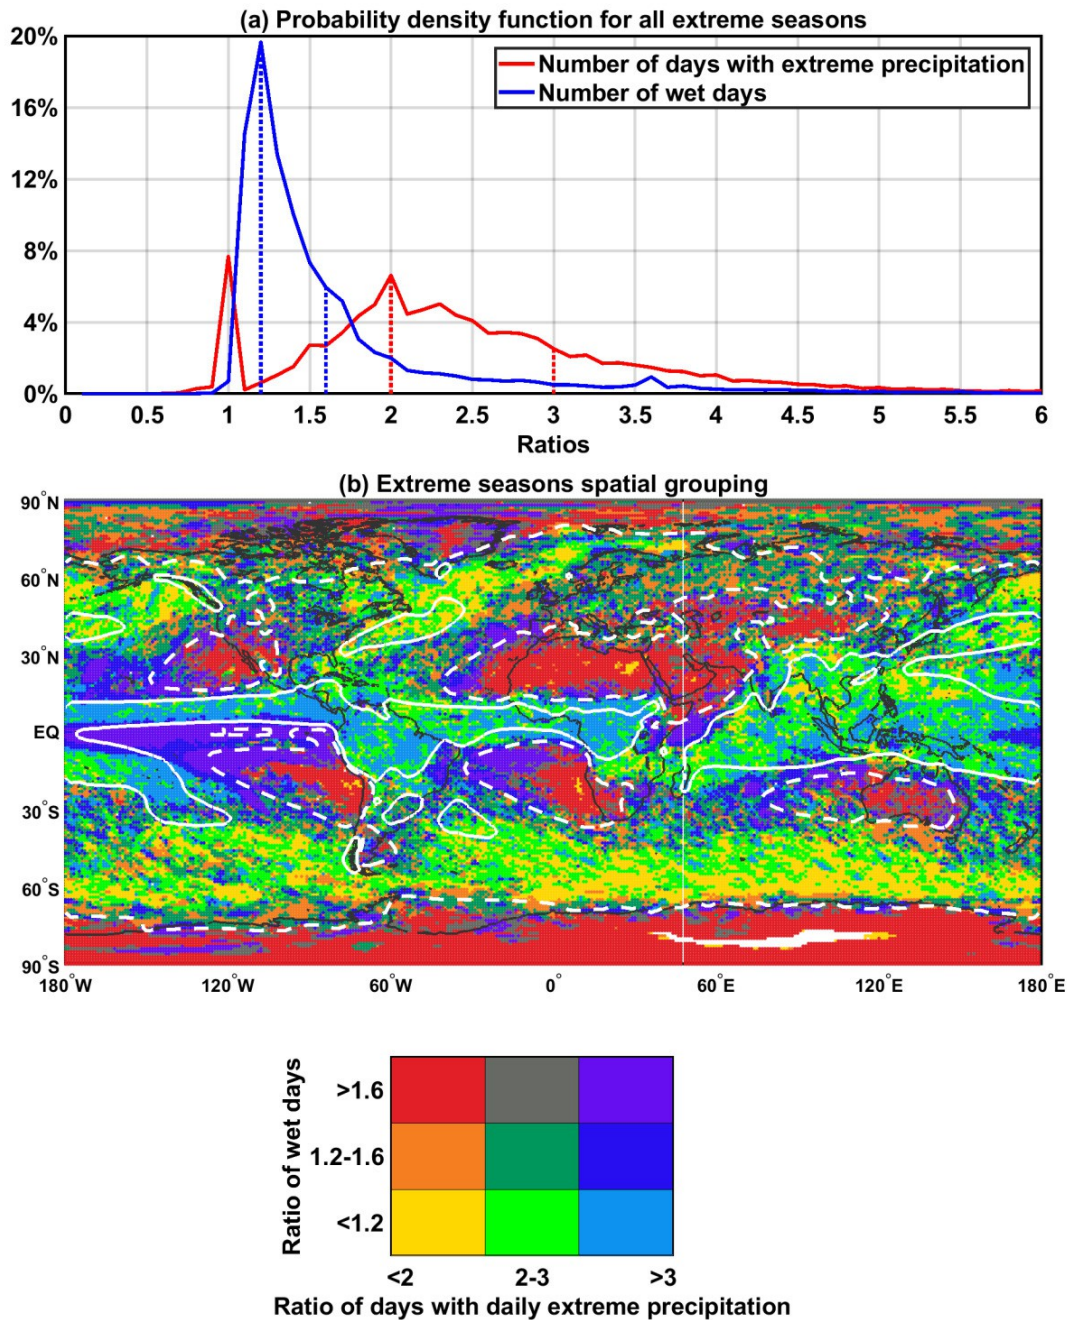 (a) Probability density function for all extreme seasons
20%
16%
12%
8%
4%
0%
Number of days with extreme precipitation
Number of wet days
0 0.5 1 1.5 2 2.5 3 3.5 4 4.5 5 5.5 6
Ratios
(b) Extreme seasons spatial grouping
90°N
60°N
30°N
EQ
30°S
60°S
90°S
180°W 120°W 60°W 0° 60°E 120°E 180°E
Ratio of wet days
>1.6
1.2-1.6
<1.2
<2 2-3 >3
Ratio of days with daily extreme precipitation